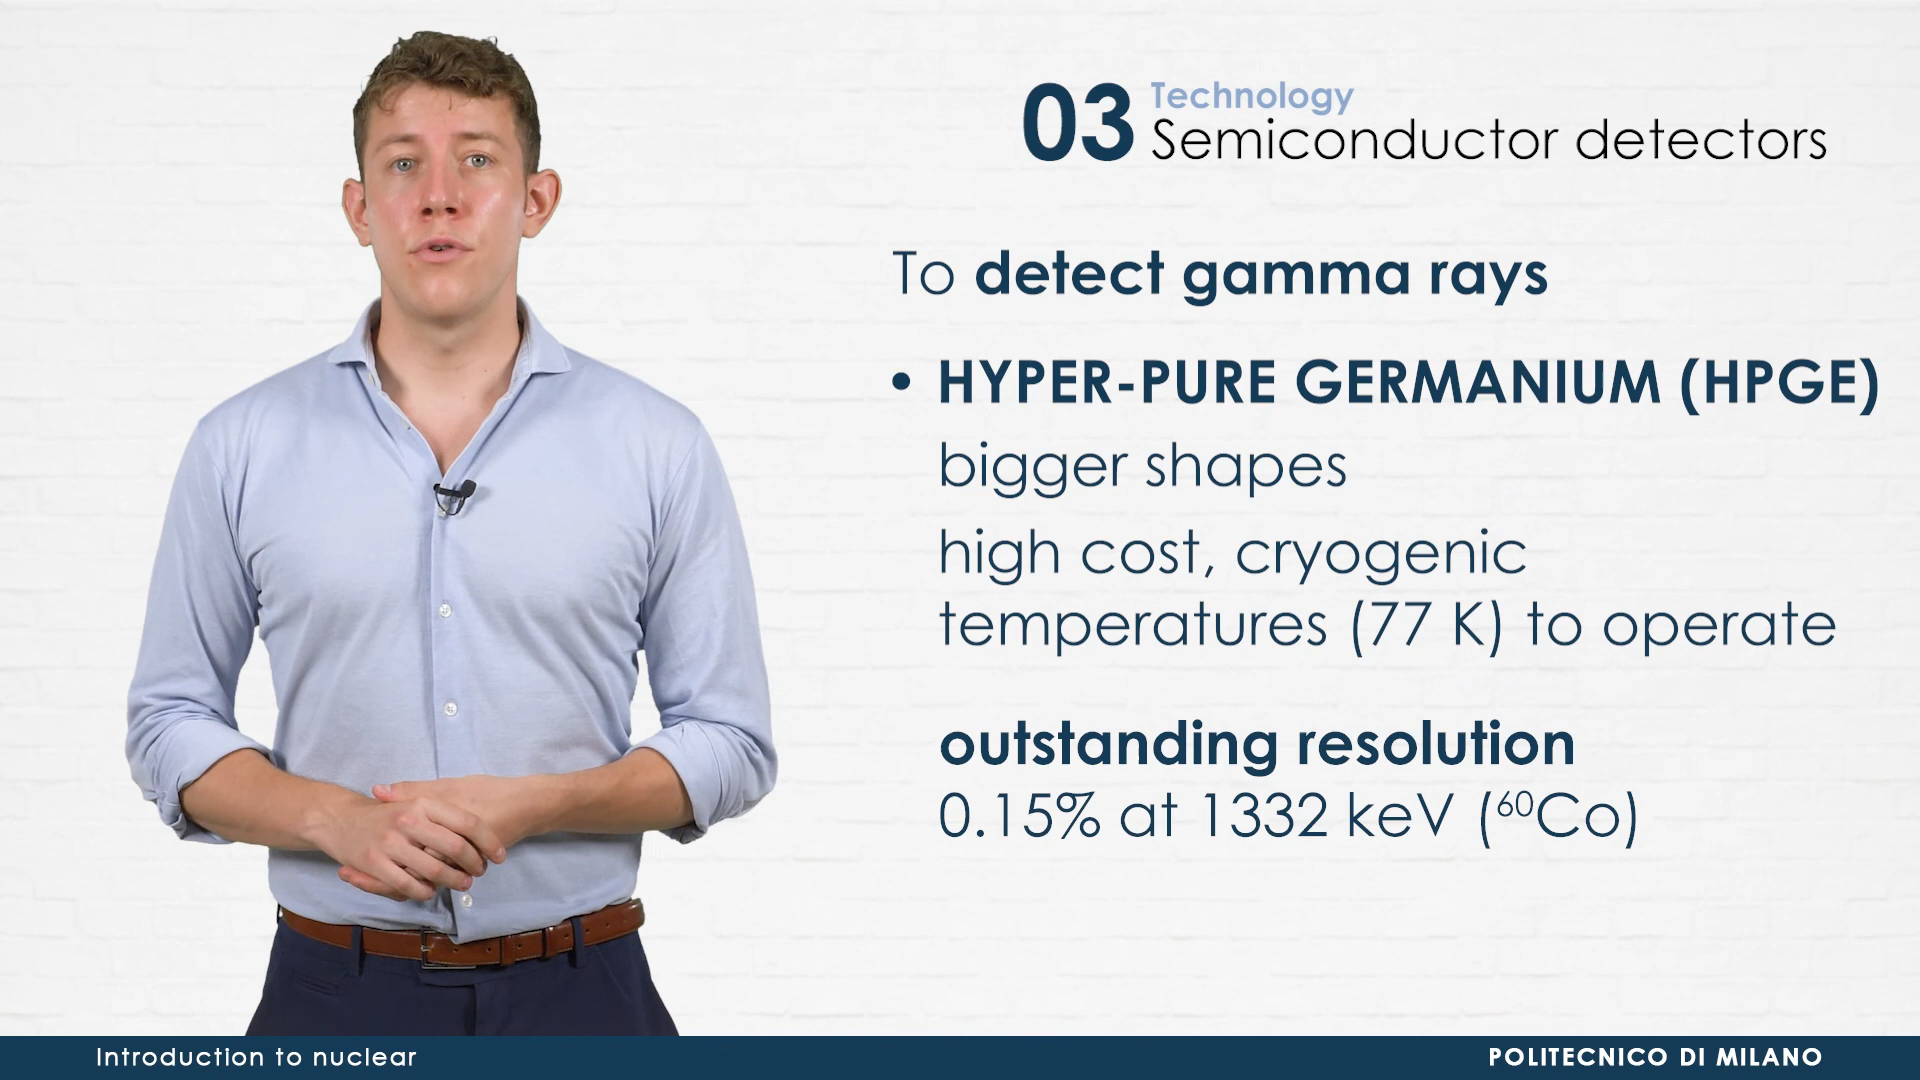 03 Technology
Semiconductor detectors
To detect gamma rays
• HYPER-PURE GERMANIUM (HPGE)
bigger shapes
high cost, cryogenic
temperatures (77 K) to operate
outstanding resolution
0.15% at 1332 keV (⁶⁰Co)
Introduction to nuclear
POLITECNICO DI MILANO